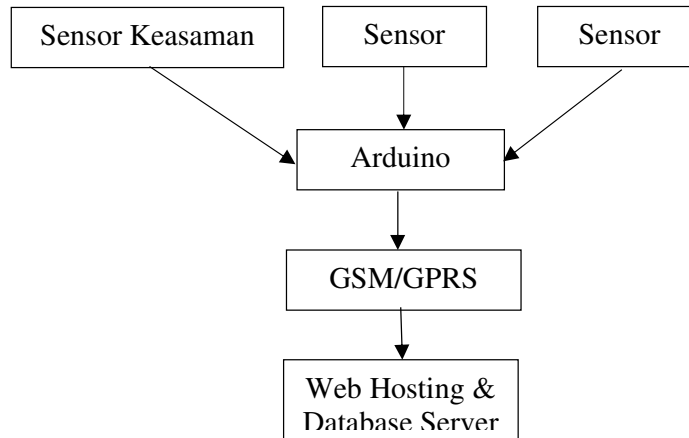 Sensor Keasaman
Sensor
Sensor
Arduino
GSM/GPRS
Web Hosting &
Database Server